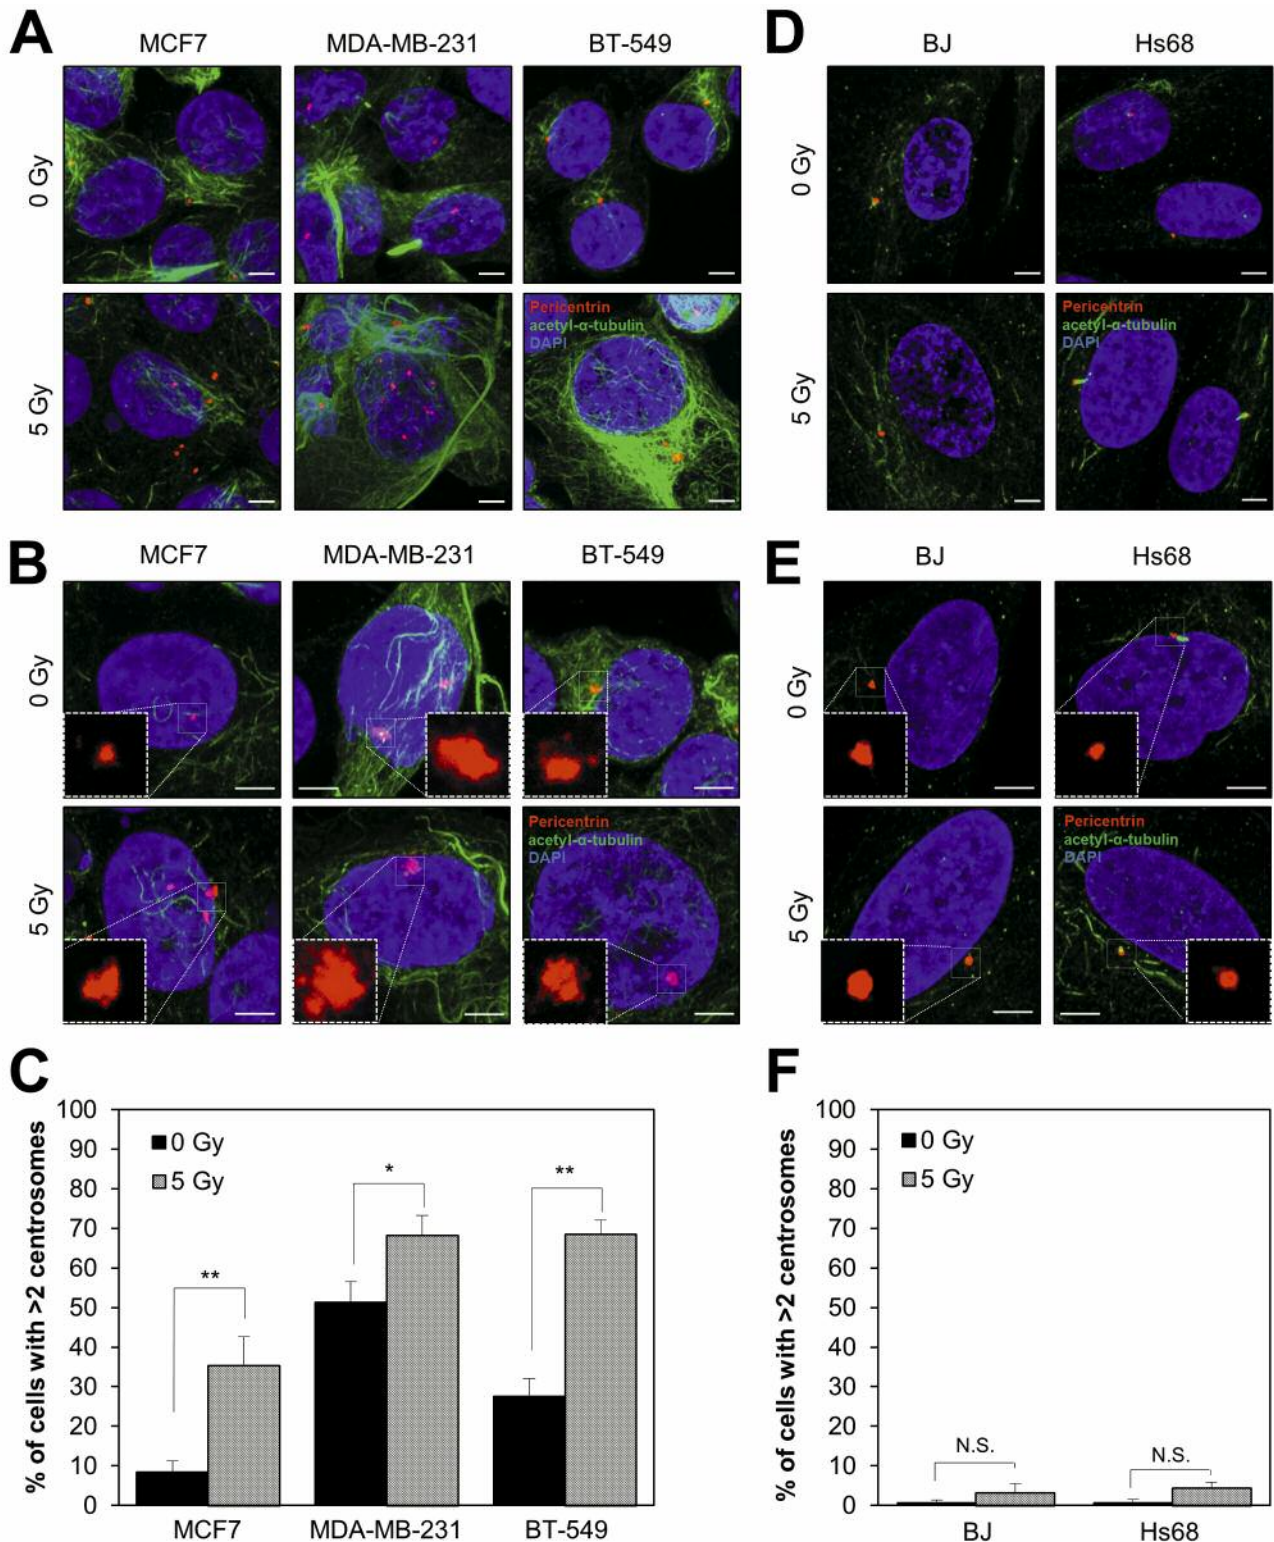 A
MCF7 MDA-MB-231 BT-549
0 Gy
5 Gy
Pericentrin
acetyl-α-tubulin
DAPI
D
BJ Hs68
0 Gy
5 Gy
Pericentrin
acetyl-α-tubulin
DAPI
B
MCF7 MDA-MB-231 BT-549
0 Gy
5 Gy
Pericentrin
acetyl-α-tubulin
DAPI
E
BJ Hs68
0 Gy
5 Gy
Pericentrin
acetyl-α-tubulin
DAPI
C
% of cells with >2 centrosomes
100
90
80
70
60
50
40
30
20
10
0
0 Gy
5 Gy
**
*
**
MCF7 MDA-MB-231 BT-549
F
% of cells with >2 centrosomes
100
90
80
70
60
50
40
30
20
10
0
0 Gy
5 Gy
N.S.
N.S.
BJ Hs68